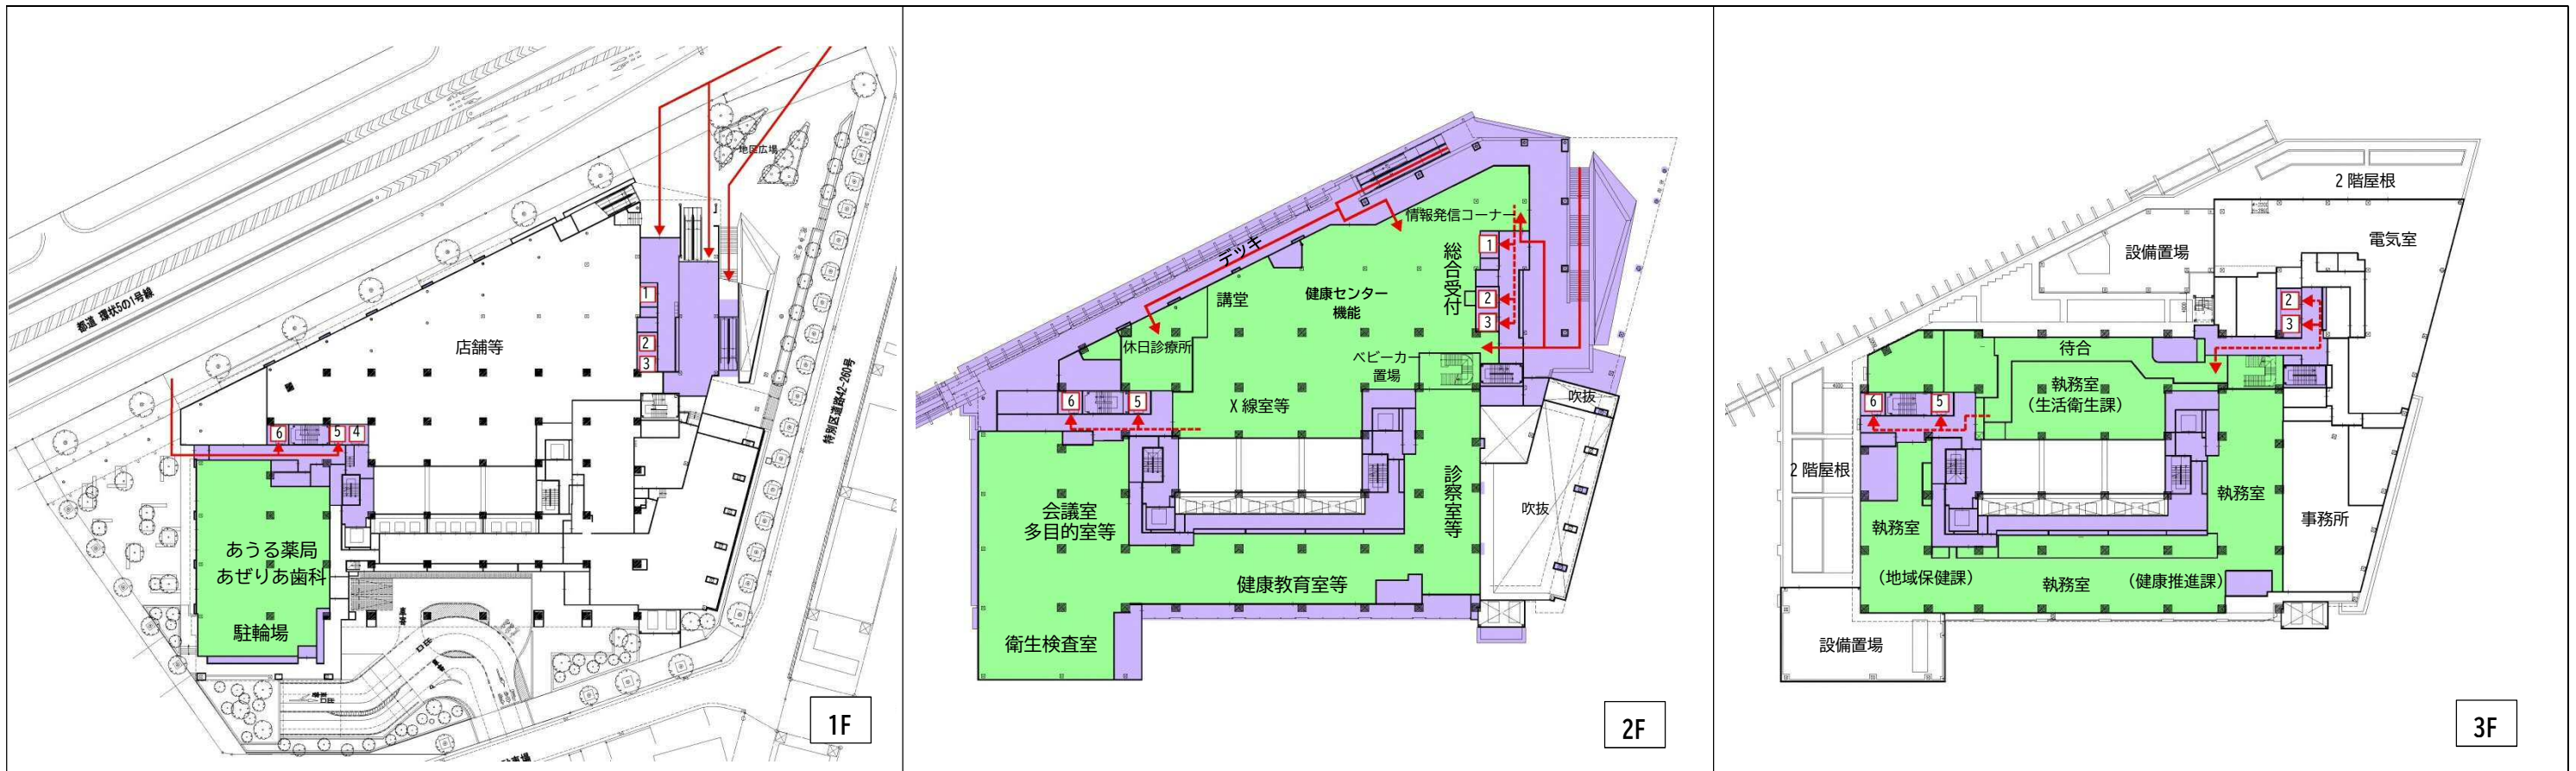 地区広場
都道 環状5の1号線
特別区道路42-260号
店舗等
1
2
3
6
5
4
あうる薬局
あぜりあ歯科
駐輪場
1F
デッキ
情報発信コーナー
総合受付
1
2
3
講堂
健康センター
機能
休日診療所
ベビーカー
置場
X線室等
6
5
吹抜
吹抜
会議室
多目的室等
診察室等
健康教育室等
衛生検査室
2F
2階屋根
電気室
設備置場
2
3
待合
執務室
(生活衛生課)
6
5
2階屋根
執務室
執務室
事務所
(地域保健課)
執務室
(健康推進課)
設備置場
3F